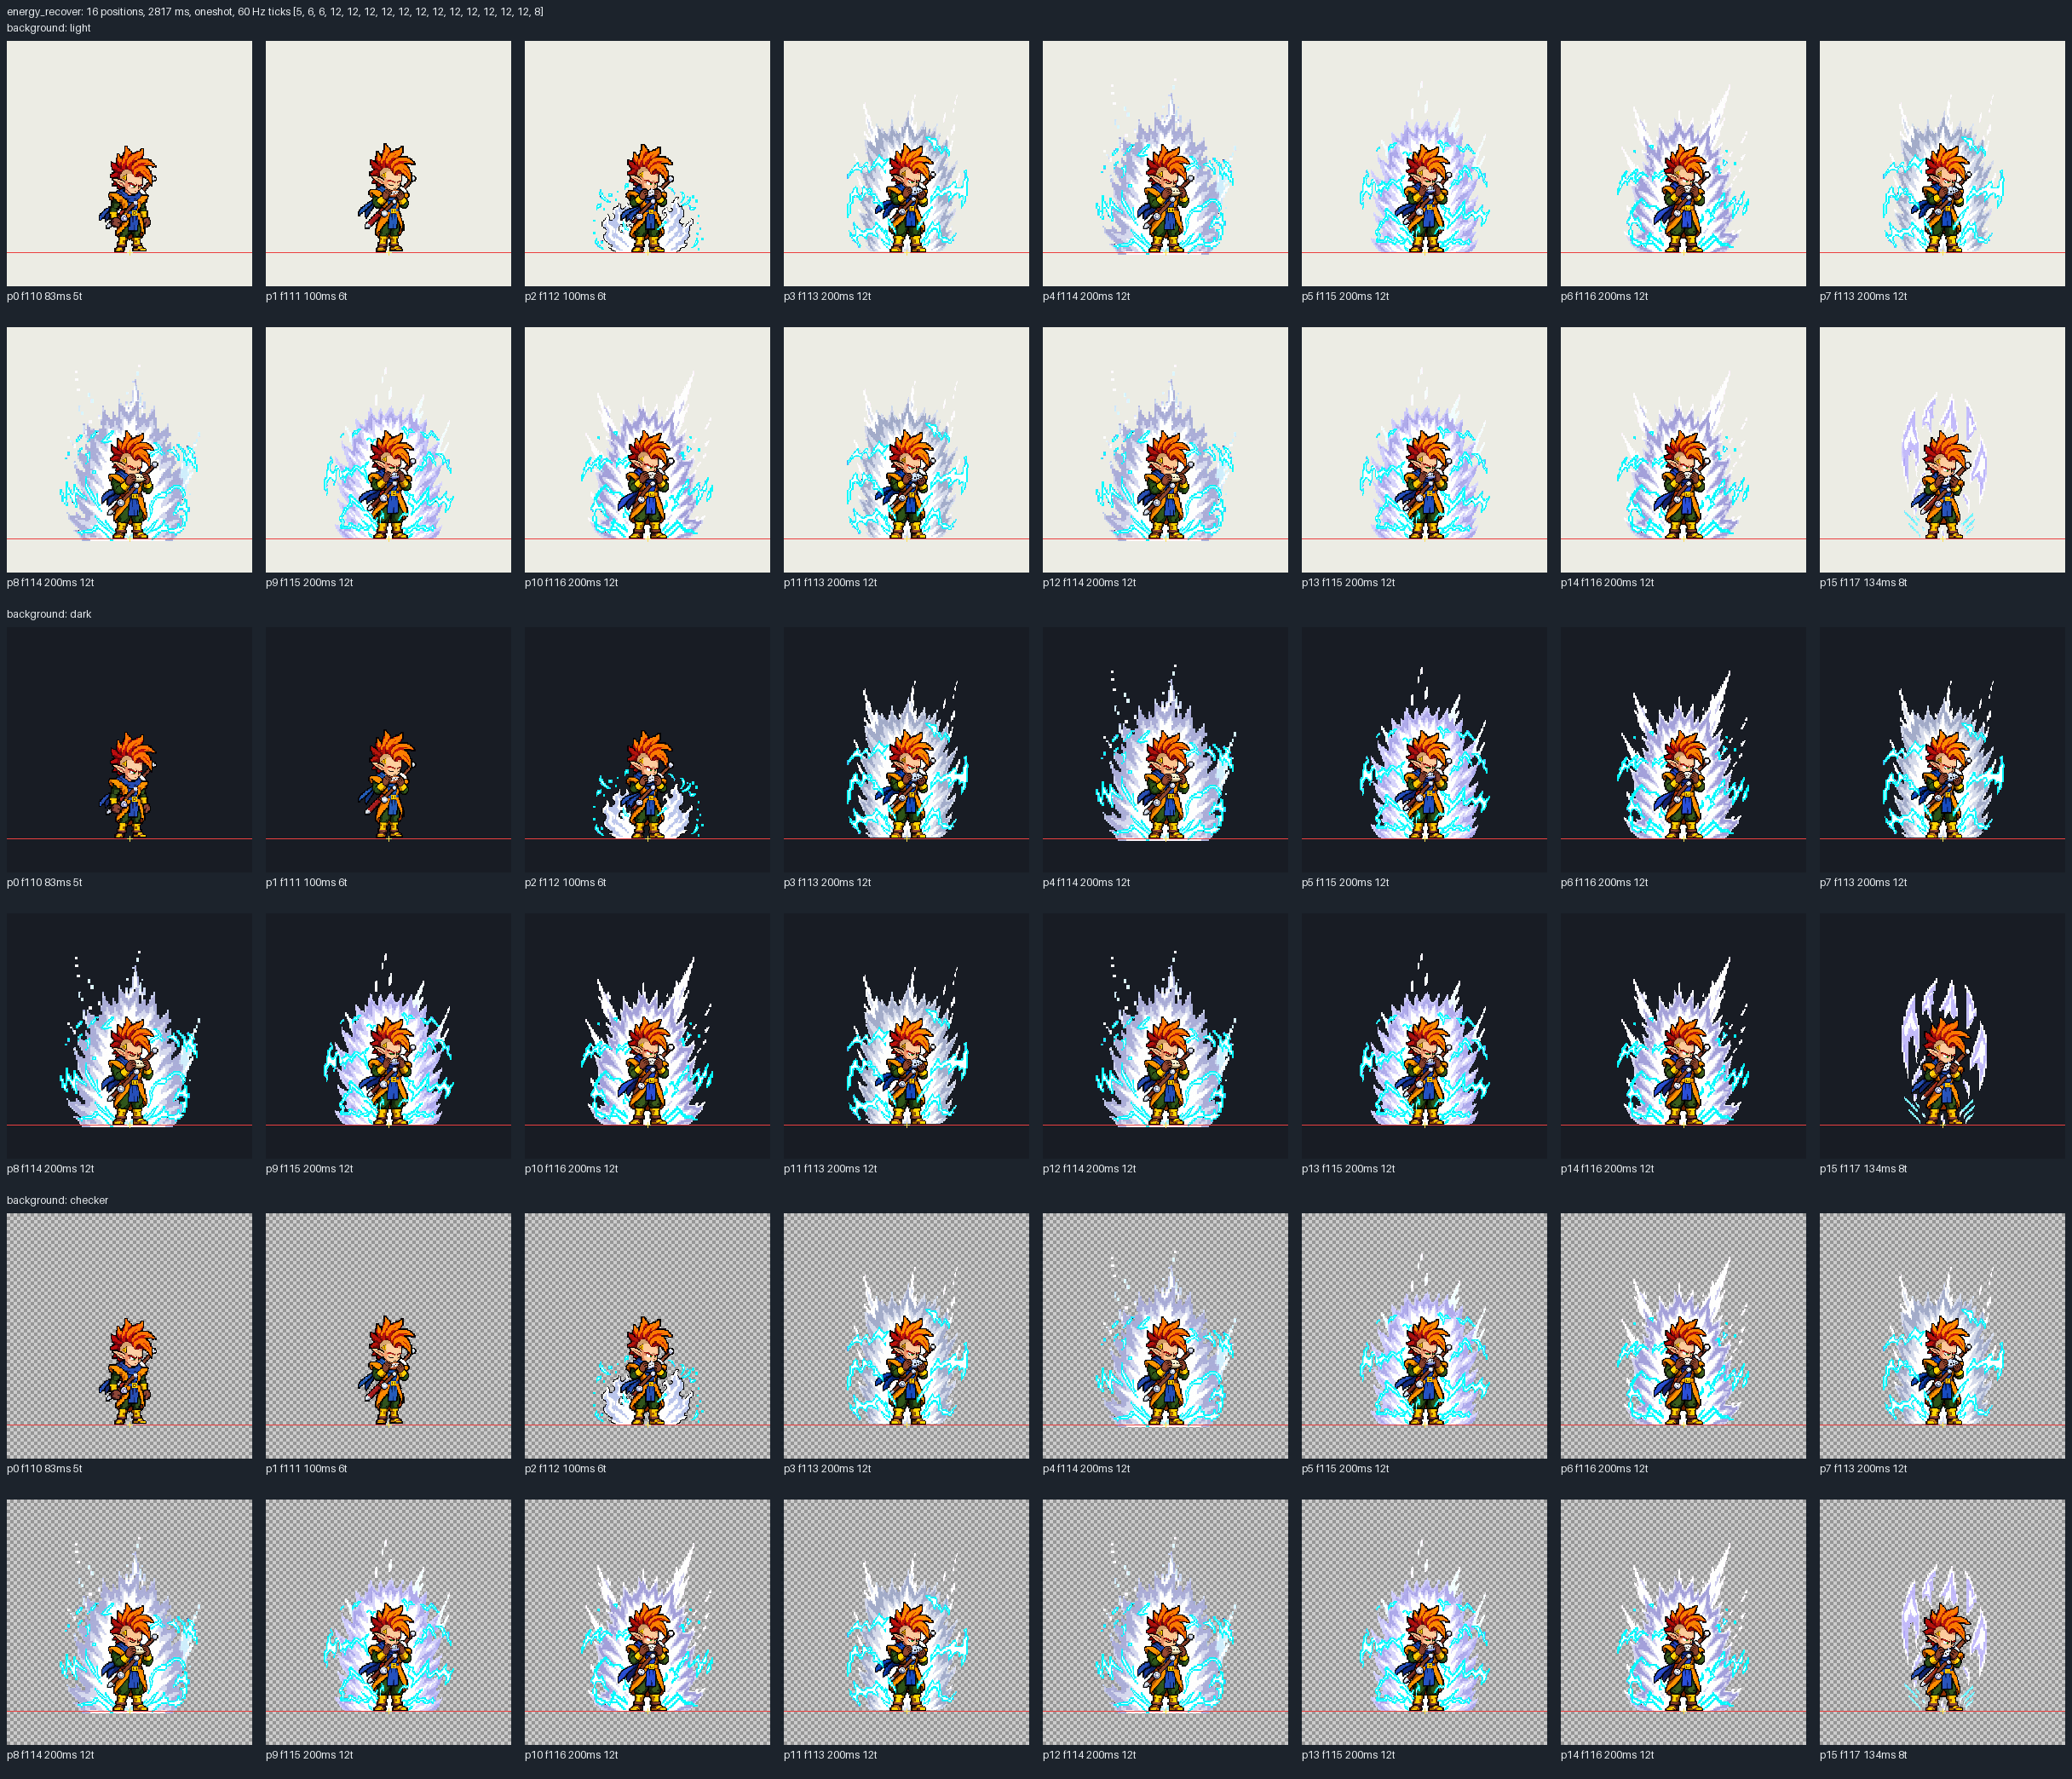 energy_recover: 16 positions, 2817 ms, oneshot, 60 Hz ticks [5, 6, 6, 12, 12, 12, 12, 12, 12, 12, 12, 12, 12, 12, 12, 8]
background: light
p0 f110 83ms 5t p1 f111 100ms 6t p2 f112 100ms 6t p3 f113 200ms 12t p4 f114 200ms 12t p5 f115 200ms 12t p6 f116 200ms 12t p7 f113 200ms 12t
p8 f114 200ms 12t p9 f115 200ms 12t p10 f116 200ms 12t p11 f113 200ms 12t p12 f114 200ms 12t p13 f115 200ms 12t p14 f116 200ms 12t p15 f117 134ms 8t
background: dark
p0 f110 83ms 5t p1 f111 100ms 6t p2 f112 100ms 6t p3 f113 200ms 12t p4 f114 200ms 12t p5 f115 200ms 12t p6 f116 200ms 12t p7 f113 200ms 12t
p8 f114 200ms 12t p9 f115 200ms 12t p10 f116 200ms 12t p11 f113 200ms 12t p12 f114 200ms 12t p13 f115 200ms 12t p14 f116 200ms 12t p15 f117 134ms 8t
background: checker
p0 f110 83ms 5t p1 f111 100ms 6t p2 f112 100ms 6t p3 f113 200ms 12t p4 f114 200ms 12t p5 f115 200ms 12t p6 f116 200ms 12t p7 f113 200ms 12t
p8 f114 200ms 12t p9 f115 200ms 12t p10 f116 200ms 12t p11 f113 200ms 12t p12 f114 200ms 12t p13 f115 200ms 12t p14 f116 200ms 12t p15 f117 134ms 8t